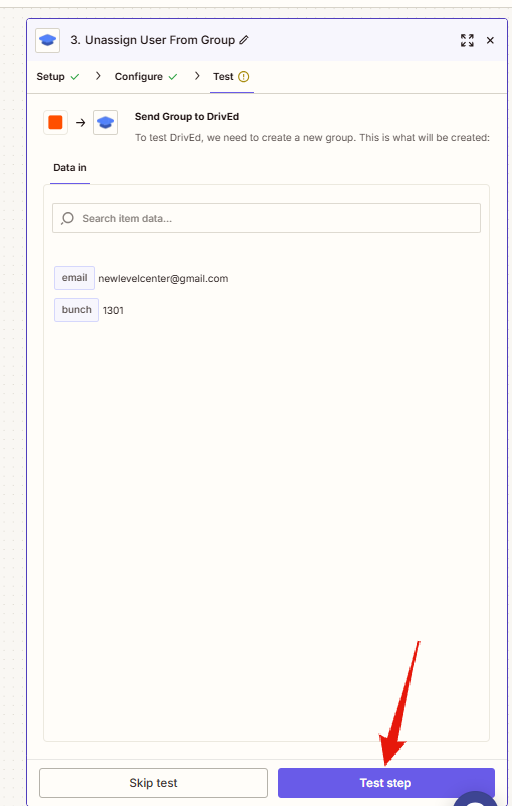 3. Unassign User From Group
Setup
Configure
Test
Send Group to DrivEd
To test DrivEd, we need to create a new group. This is what will be created:
Data in
Search item data...
email newlevelcenter@gmail.com
bunch 1301
Skip test
Test step